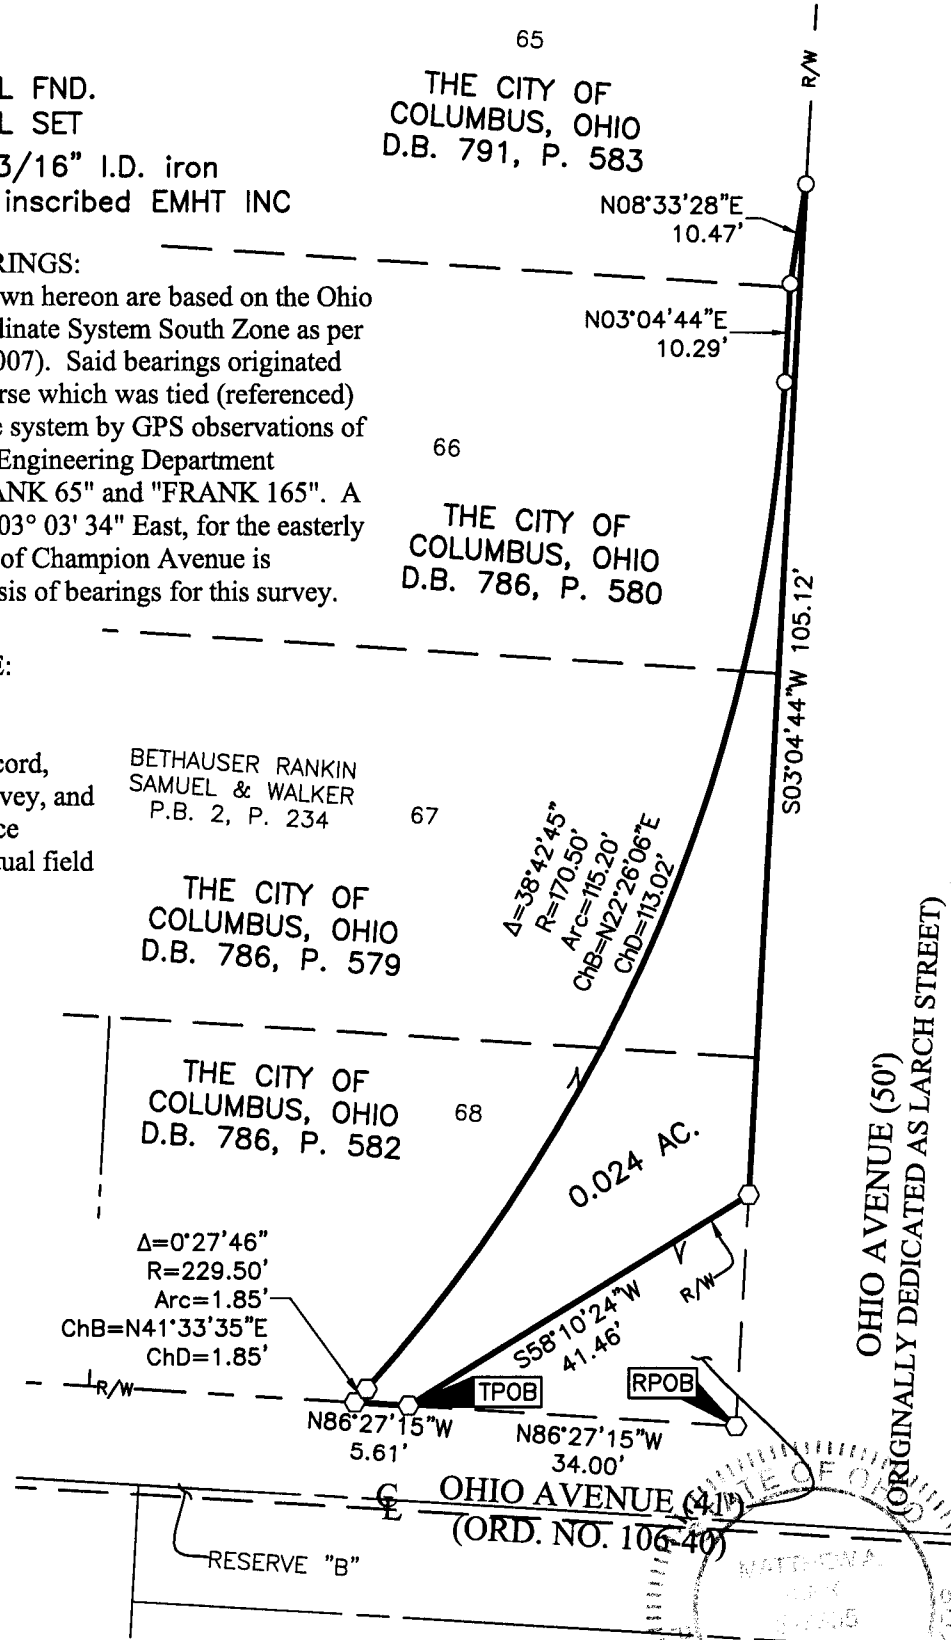 65
THE CITY OF
COLUMBUS, OHIO
D.B. 791, P. 583
R/W
L FND.
L SET
3/16" I.D. iron
inscribed EMHT INC
N08°33'28"E
10.47'
RINGS:
wn hereon are based on the Ohio
linate System South Zone as per
007). Said bearings originated
rse which was tied (referenced)
e system by GPS observations of
Engineering Department
ANK 65" and "FRANK 165". A
03° 03' 34" East, for the easterly
of Champion Avenue is
sis of bearings for this survey.
N03°04'44"E
10.29'
66
THE CITY OF
COLUMBUS, OHIO
D.B. 786, P. 580
S03°04'44"W 105.12'
E:
cord,
vey, and
ce
tual field
BETHAUSER RANKIN
SAMUEL & WALKER
P.B. 2, P. 234
67
Δ=38°42'45"
R=170.50'
Arc=115.20'
ChB=N22°26'06"E
ChD=113.02'
THE CITY OF
COLUMBUS, OHIO
D.B. 786, P. 579
THE CITY OF
COLUMBUS, OHIO
D.B. 786, P. 582
68
0.024 AC.
OHIO AVENUE (50')
(ORIGINALLY DEDICATED AS LARCH STREET)
Δ=0°27'46"
R=229.50'
Arc=1.85'
ChB=N41°33'35"E
ChD=1.85'
S58°10'24"W
41.46'
R/W
R/W
TPOB
RPOB
N86°27'15"W
5.61'
N86°27'15"W
34.00'
OHIO AVENUE (41')
(ORD. NO. 106-40)
RESERVE "B"
OF OHIO